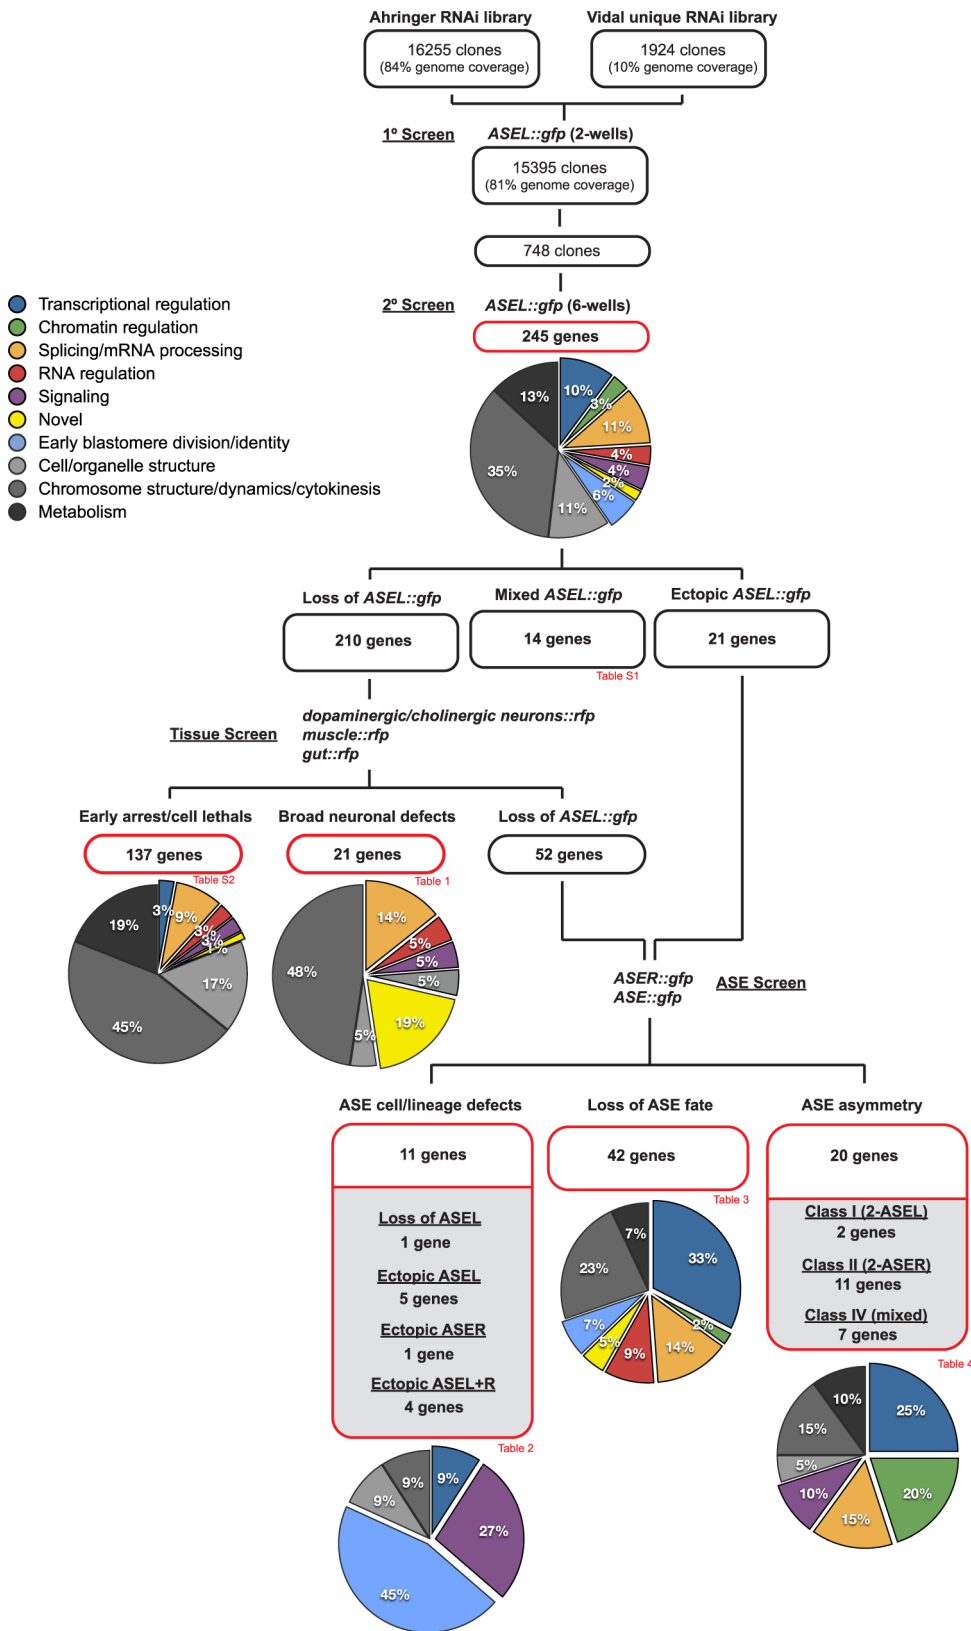 Ahringer RNAi library
Vidal unique RNAi library
16255 clones
(84% genome coverage)
1924 clones
(10% genome coverage)
1º Screen
ASEL::gfp (2-wells)
15395 clones
(81% genome coverage)
748 clones
2º Screen
ASEL::gfp (6-wells)
245 genes
Transcriptional regulation
Chromatin regulation
Splicing/mRNA processing
RNA regulation
Signaling
Novel
Early blastomere division/identity
Cell/organelle structure
Chromosome structure/dynamics/cytokinesis
Metabolism
10%
3%
11%
4%
4%
2%
6%
11%
35%
13%
Loss of ASEL::gfp
Mixed ASEL::gfp
Ectopic ASEL::gfp
210 genes
14 genes
21 genes
Table S1
Tissue Screen
dopaminergic/cholinergic neurons::rfp
muscle::rfp
gut::rfp
Early arrest/cell lethals
Broad neuronal defects
Loss of ASEL::gfp
137 genes
21 genes
52 genes
Table S2
Table 1
3%
9%
3%
3%
1%
17%
45%
19%
14%
5%
5%
5%
19%
5%
48%
ASER::gfp
ASE::gfp
ASE Screen
ASE cell/lineage defects
Loss of ASE fate
ASE asymmetry
11 genes
42 genes
20 genes
Loss of ASEL
1 gene
Ectopic ASEL
5 genes
Ectopic ASER
1 gene
Ectopic ASEL+R
4 genes
Table 2
Table 3
33%
2%
14%
9%
5%
7%
23%
7%
Class I (2-ASEL)
2 genes
Class II (2-ASER)
11 genes
Class IV (mixed)
7 genes
Table 4
9%
27%
45%
9%
9%
25%
20%
15%
10%
5%
15%
10%